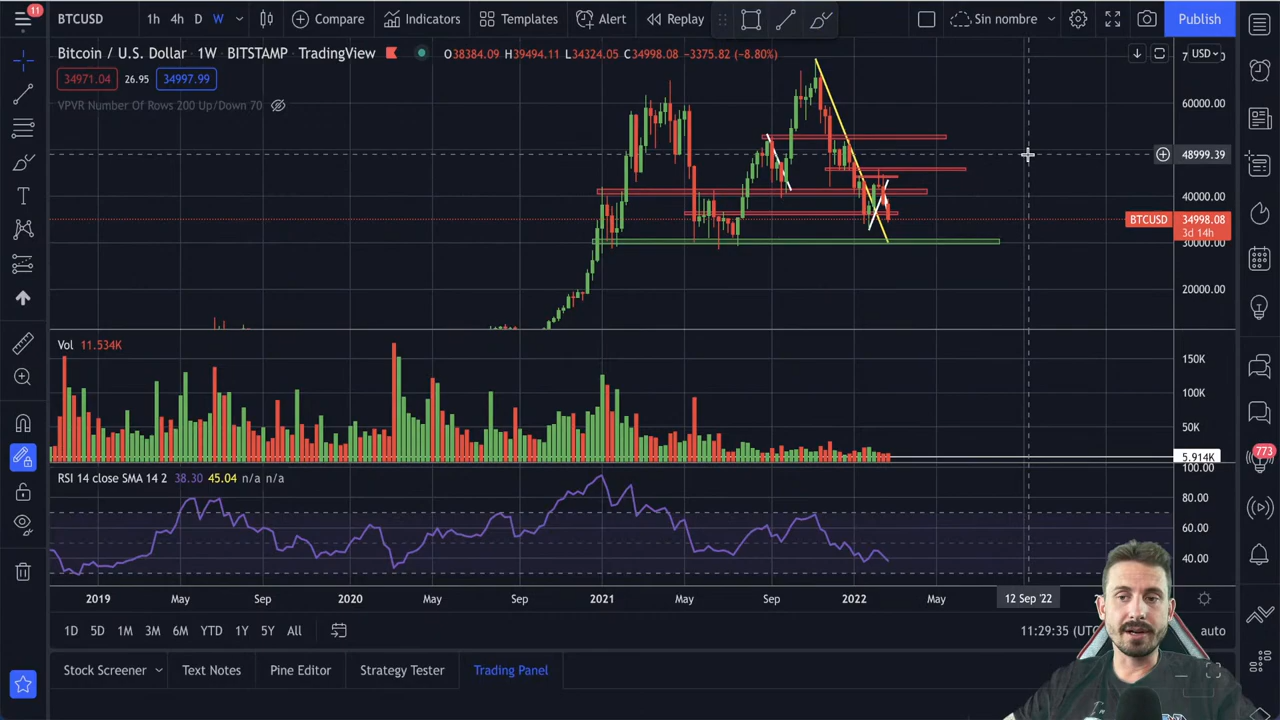 11
BTCUSD 1h 4h D W Compare Indicators Templates Alert Replay Sin nombre Publish
Bitcoin / U.S. Dollar · 1W · BITSTAMP · TradingView O38384.09 H39494.11 L34324.05 C34998.08 −3375.82 (−8.80%)
USD
34971.04 26.95 34997.99
VPVR Number Of Rows 200 Up/Down 70
60000.00
48999.39
40000.00
BTCUSD 34998.08
3d 14h
30000.00
20000.00
Vol 11.534K
150K
100K
50K
5.914K
773
RSI 14 close SMA 14 2 38.30 45.04 n/a n/a
100.00
80.00
60.00
40.00
2019 May Sep 2020 May Sep 2021 May Sep 2022 May 12 Sep '22
1D 5D 1M 3M 6M YTD 1Y 5Y All 11:29:35 (UTC auto
Stock Screener Text Notes Pine Editor Strategy Tester Trading Panel